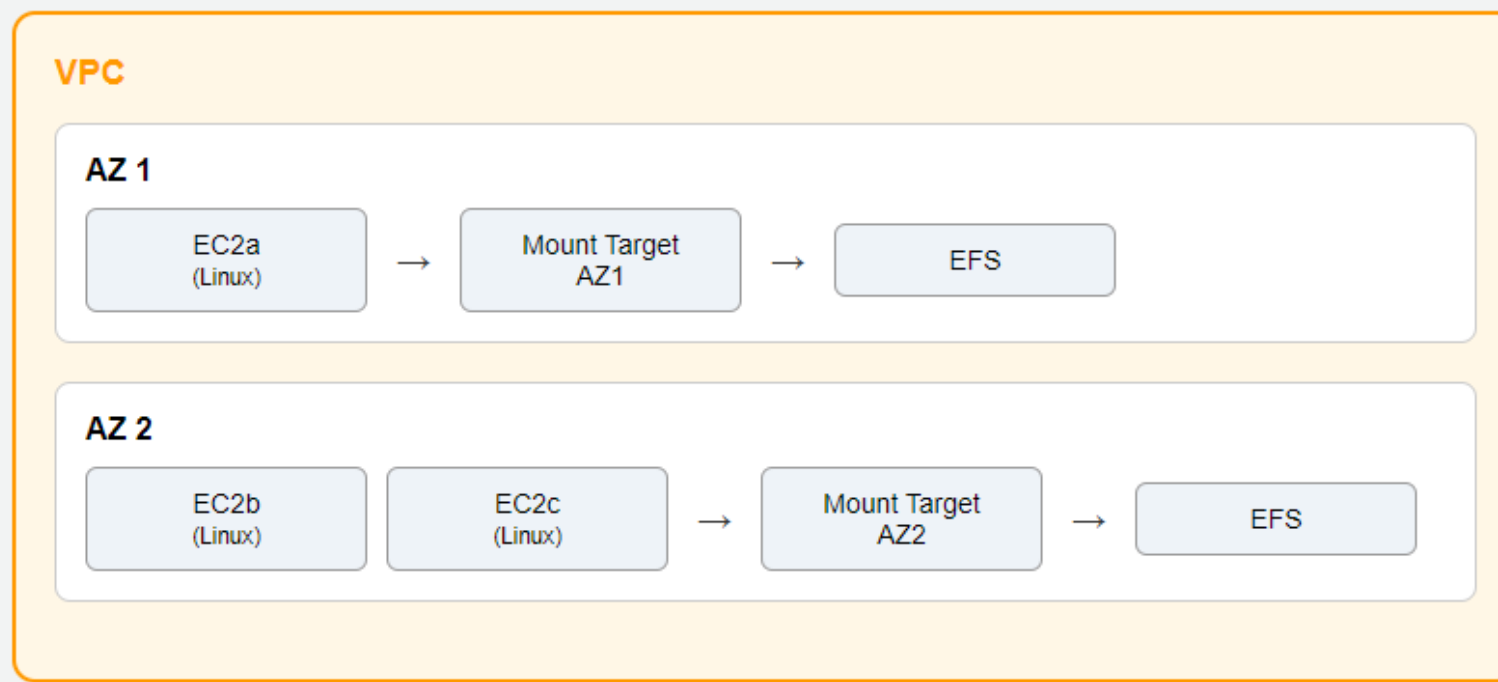 VPC
AZ 1
EC2a
(Linux)
→
Mount Target
AZ1
→
EFS
AZ 2
EC2b
(Linux)
EC2c
(Linux)
→
Mount Target
AZ2
→
EFS